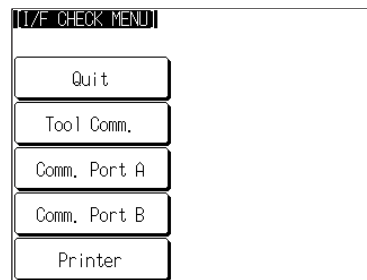 [I/F CHECK MENU]
Quit
Tool Comm.
Comm. Port A
Comm. Port B
Printer